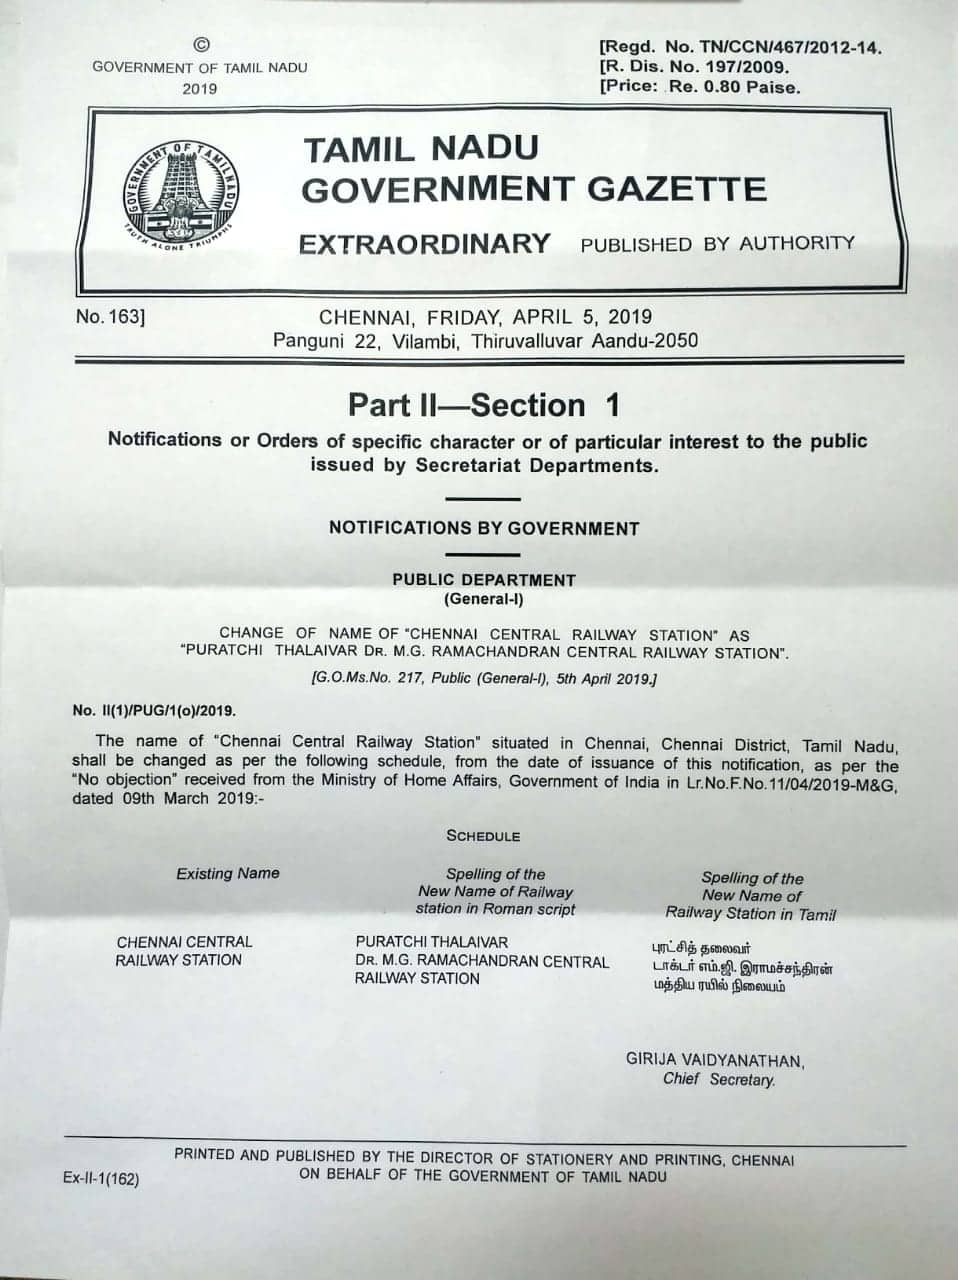 ©
GOVERNMENT OF TAMIL NADU
2019
[Regd. No. TN/CCN/467/2012-14.
[R. Dis. No. 197/2009.
[Price: Re. 0.80 Paise.
GOVERNMENT OF TAMILNADU
TRUTH ALONE TRIUMPHS
TAMIL NADU
GOVERNMENT GAZETTE
EXTRAORDINARY PUBLISHED BY AUTHORITY
No. 163]
CHENNAI, FRIDAY, APRIL 5, 2019
Panguni 22, Vilambi, Thiruvalluvar Aandu-2050
Part II—Section 1
Notifications or Orders of specific character or of particular interest to the public
issued by Secretariat Departments.
NOTIFICATIONS BY GOVERNMENT
PUBLIC DEPARTMENT
(General-I)
CHANGE OF NAME OF "CHENNAI CENTRAL RAILWAY STATION" AS
"PURATCHI THALAIVAR DR. M.G. RAMACHANDRAN CENTRAL RAILWAY STATION".
[G.O.Ms.No. 217, Public (General-I), 5th April 2019.]
No. II(1)/PUG/1(o)/2019.
The name of "Chennai Central Railway Station" situated in Chennai, Chennai District, Tamil Nadu,
shall be changed as per the following schedule, from the date of issuance of this notification, as per the
"No objection" received from the Ministry of Home Affairs, Government of India in Lr.No.F.No.11/04/2019-M&G,
dated 09th March 2019:-
SCHEDULE
Existing Name
Spelling of the
New Name of Railway
station in Roman script
Spelling of the
New Name of
Railway Station in Tamil
CHENNAI CENTRAL
RAILWAY STATION
PURATCHI THALAIVAR
DR. M.G. RAMACHANDRAN CENTRAL
RAILWAY STATION
புரட்சித் தலைவர்
டாக்டர் எம்.ஜி. இராமச்சந்திரன்
மத்திய ரயில் நிலையம்
GIRIJA VAIDYANATHAN,
Chief Secretary.
PRINTED AND PUBLISHED BY THE DIRECTOR OF STATIONERY AND PRINTING, CHENNAI
ON BEHALF OF THE GOVERNMENT OF TAMIL NADU
Ex-II-1(162)